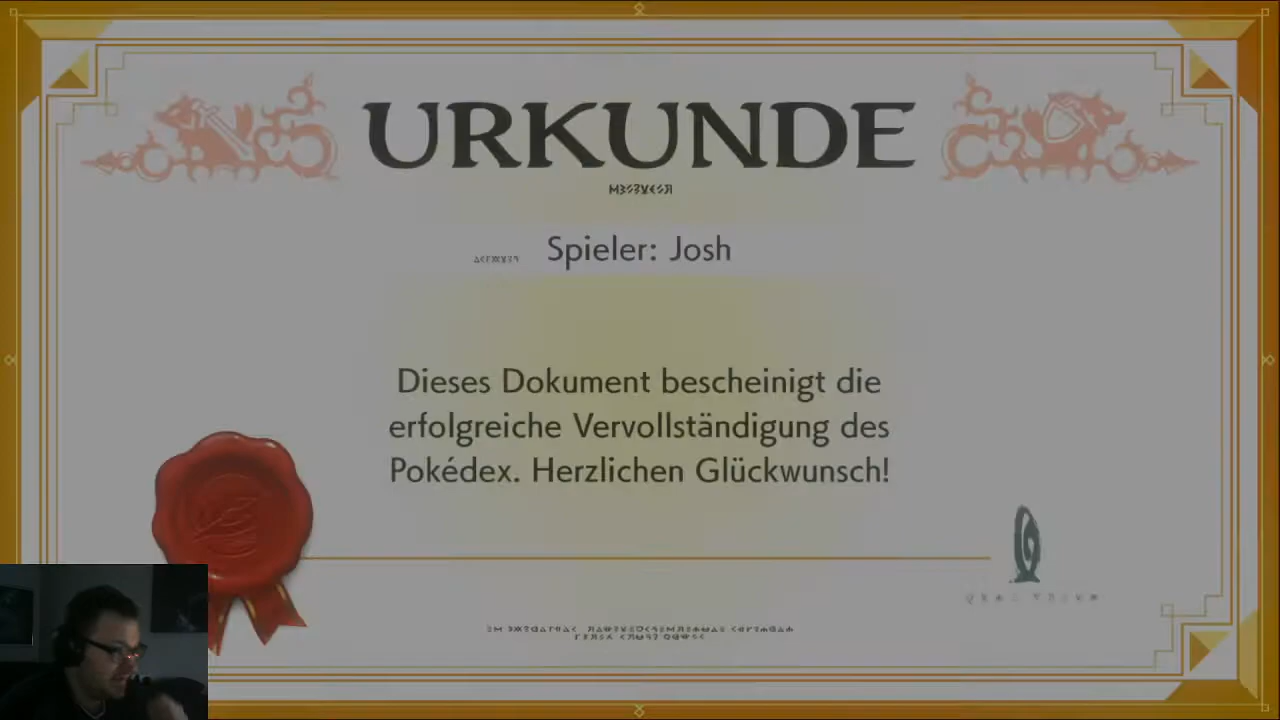 URKUNDE
Spieler: Josh
Dieses Dokument bescheinigt die
erfolgreiche Vervollständigung des
Pokédex. Herzlichen Glückwunsch!